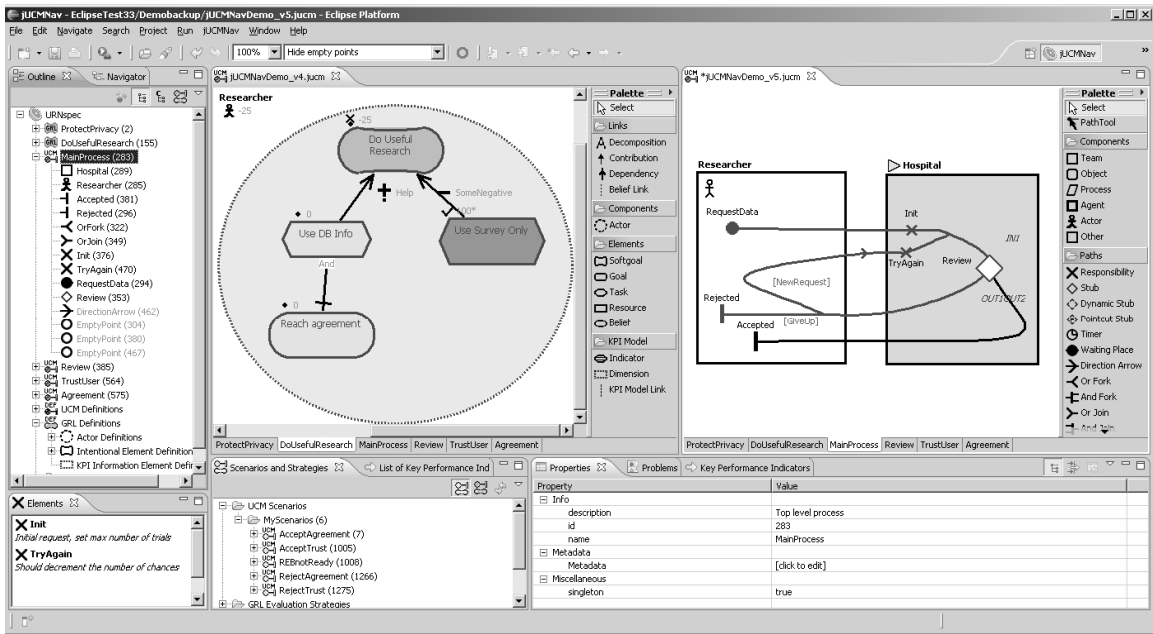 jUCMNav - EclipseTest33/Demobackup/jUCMNavDemo_v5.jucm - Eclipse Platform
File Edit Navigate Search Project Run jUCMNav Window Help
100% Hide empty points jUCMNav »
Outline Navigator
URNspec
ProtectPrivacy (2)
DoUsefulResearch (155)
MainProcess (283)
Hospital (289)
Researcher (285)
Accepted (381)
Rejected (296)
OrFork (322)
OrJoin (349)
Init (376)
TryAgain (470)
RequestData (294)
Review (353)
DirectionArrow (462)
EmptyPoint (304)
EmptyPoint (380)
EmptyPoint (467)
Review (385)
TrustUser (564)
Agreement (575)
UCM Definitions
GRL Definitions
Actor Definitions
Intentional Element Definition
KPI Information Element Defir
Elements
Init
Initial request, set max number of trials
TryAgain
Should decrement the number of chances
jUCMNavDemo_v4.jucm
Researcher
-25
-25
Do Useful
Research
Help
SomeNegative
100*
0
Use DB Info
Use Survey Only
And
0
Reach agreement
Palette
Select
Links
Decomposition
Contribution
Dependency
Belief Link
Components
Actor
Elements
Softgoal
Goal
Task
Resource
Belief
KPI Model
Indicator
Dimension
KPI Model Link
ProtectPrivacy DoUsefulResearch MainProcess Review TrustUser Agreement
*jUCMNavDemo_v5.jucm
Researcher
Hospital
RequestData
Init
IN1
TryAgain
Review
[NewRequest]
Rejected
OUT1OUT2
Accepted
[GiveUp]
Palette
Select
PathTool
Components
Team
Object
Process
Agent
Actor
Other
Paths
Responsibility
Stub
Dynamic Stub
Pointcut Stub
Timer
Waiting Place
Direction Arrow
Or Fork
And Fork
Or Join
And Join
ProtectPrivacy DoUsefulResearch MainProcess Review TrustUser Agreement
Scenarios and Strategies List of Key Performance Ind
UCM Scenarios
MyScenarios (6)
AcceptAgreement (7)
AcceptTrust (1005)
REBnotReady (1008)
RejectAgreement (1266)
RejectTrust (1275)
GRL Evaluation Strategies
Properties Problems Key Performance Indicators
Property Value
Info
description Top level process
id 283
name MainProcess
Metadata
Metadata [click to edit]
Miscellaneous
singleton true